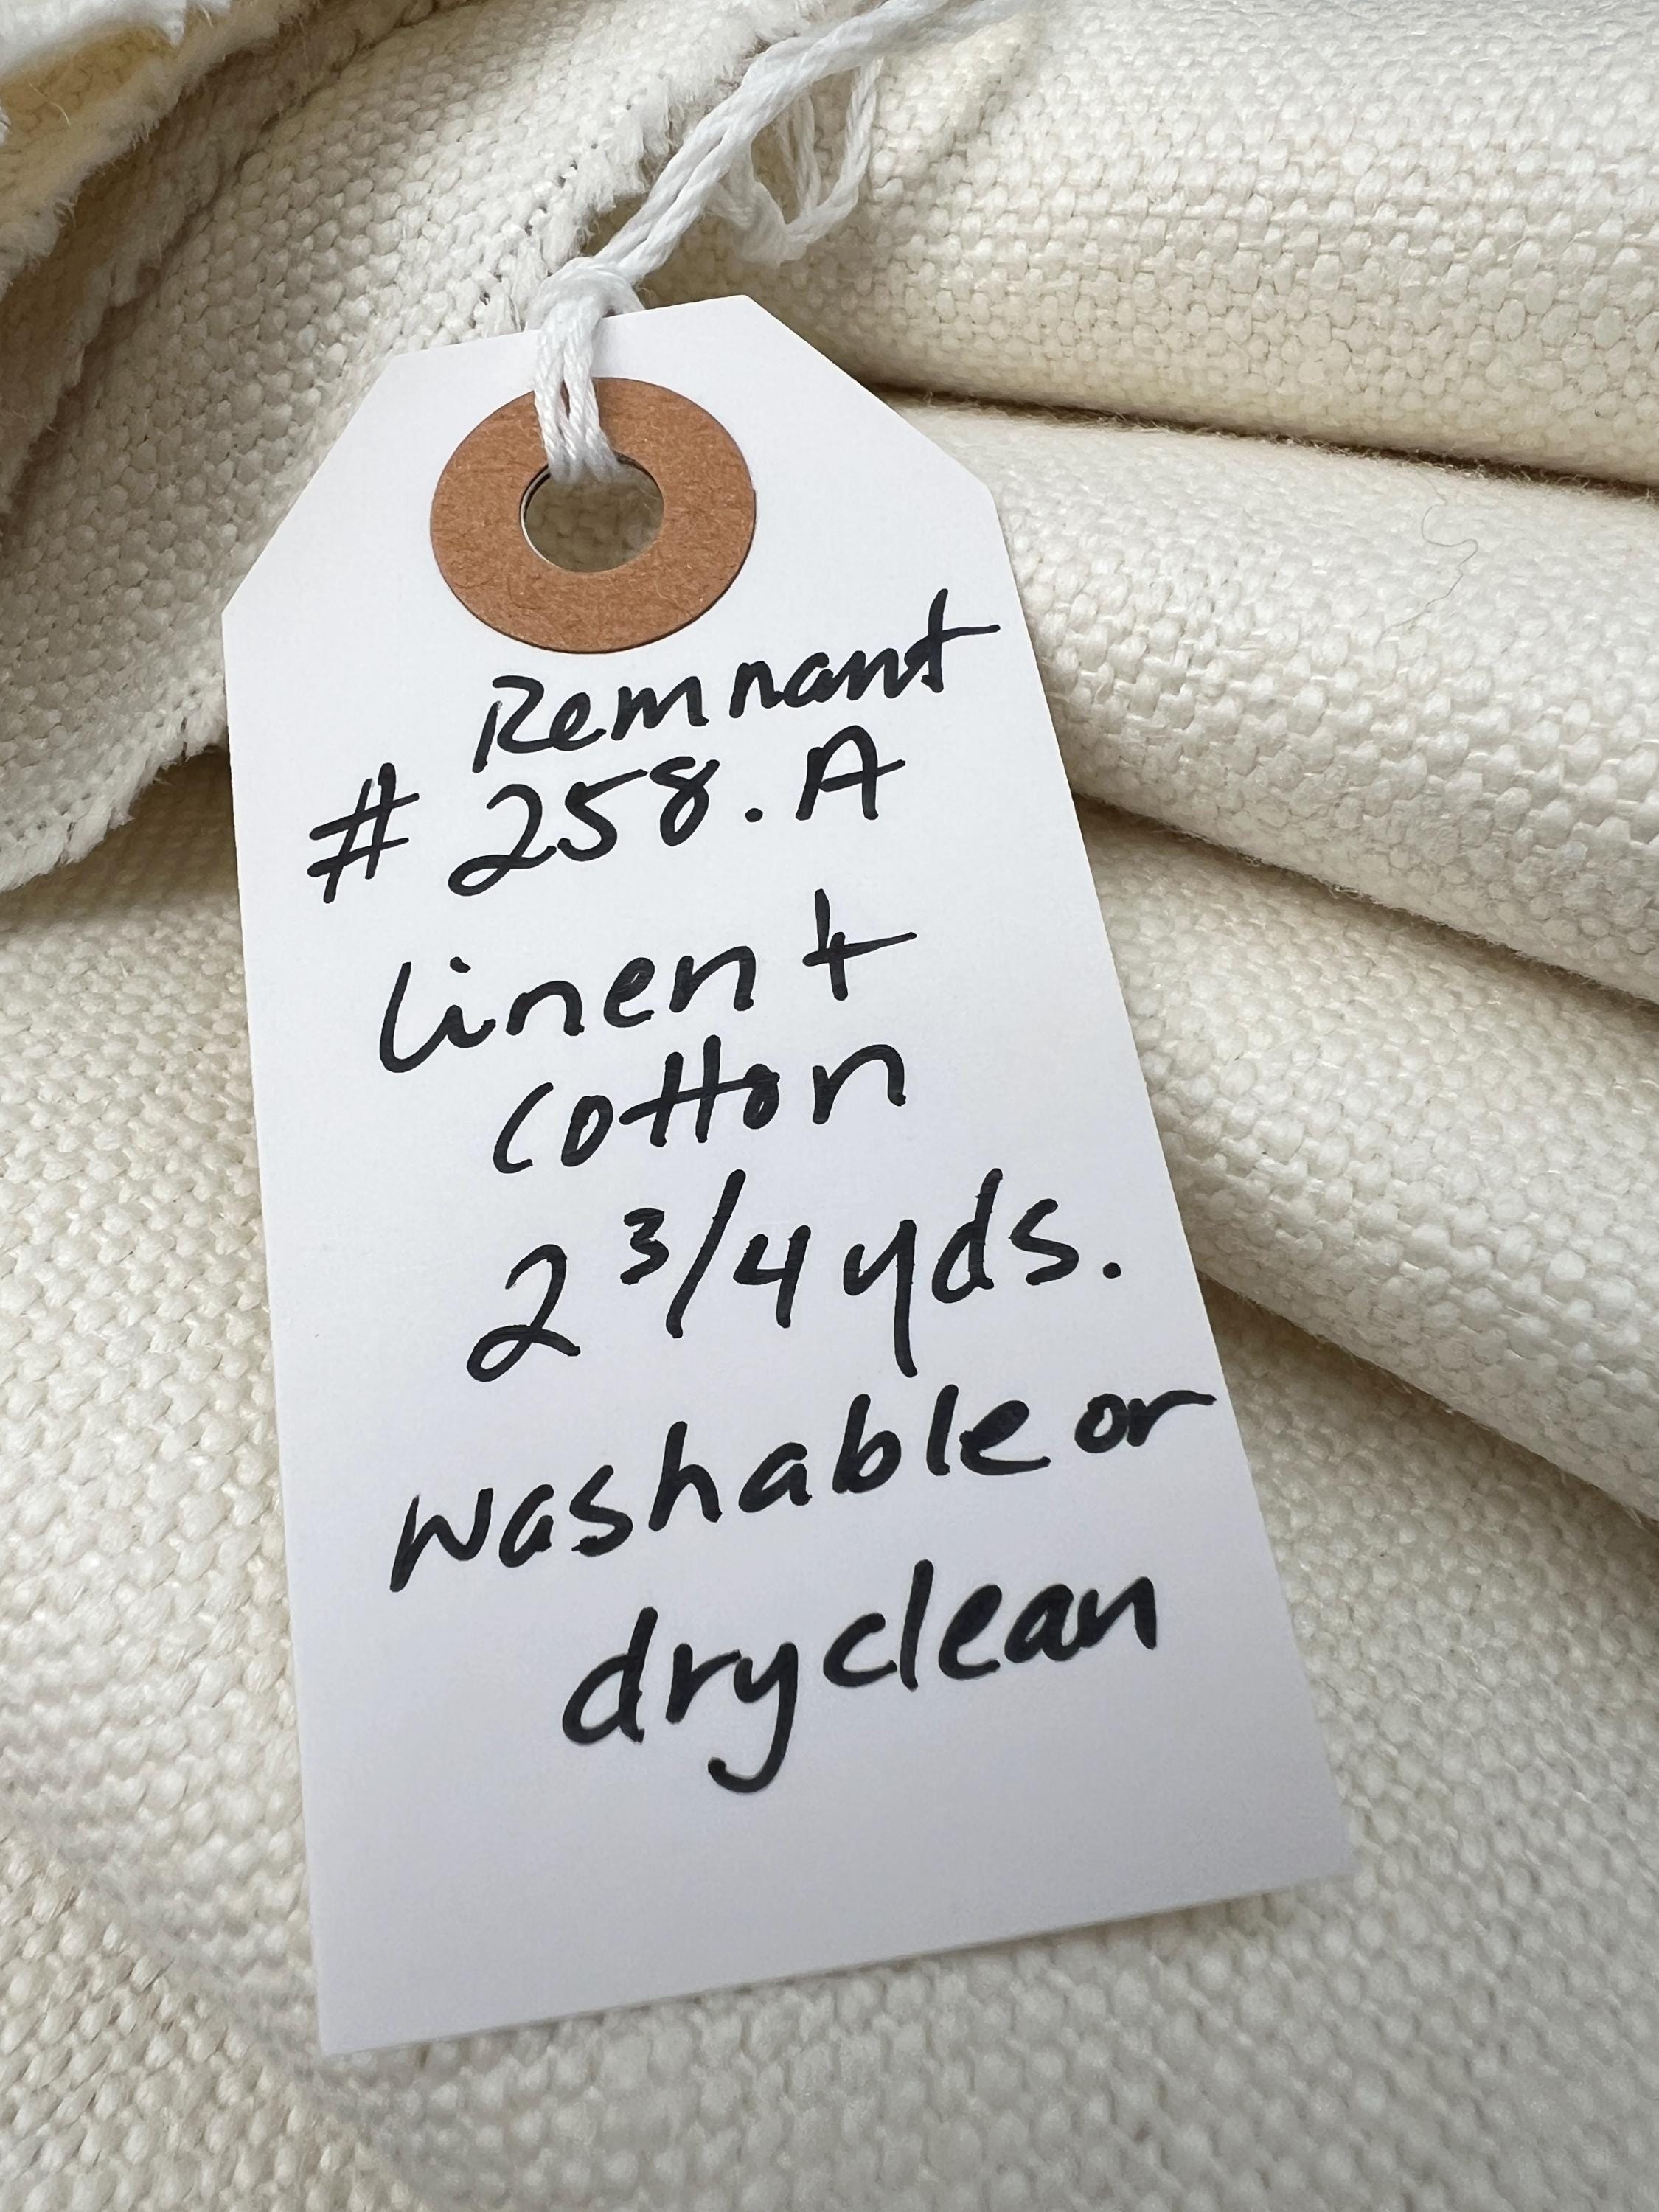 Remnant
# 258.A
linen +
cotton
2 3/4 yds.
washable or
dryclean